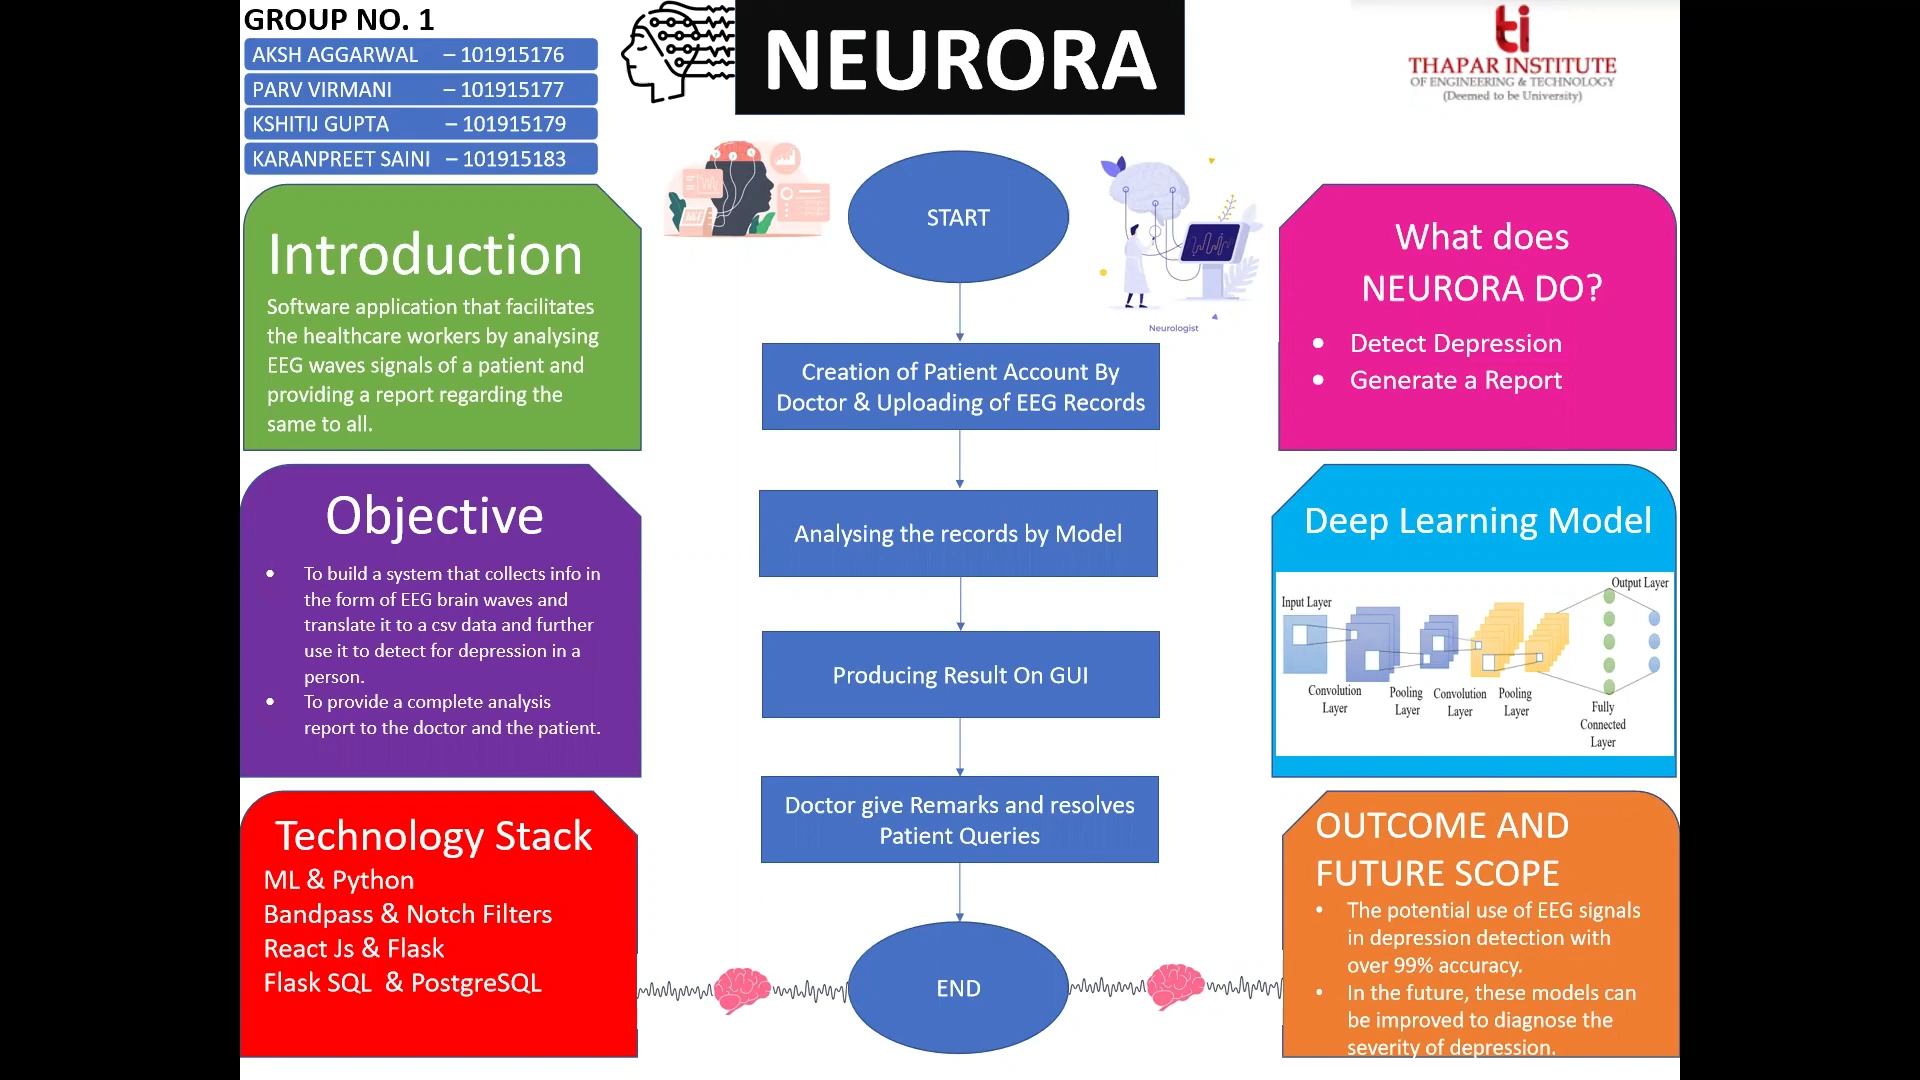 GROUP NO. 1
AKSH AGGARWAL – 101915176
PARV VIRMANI – 101915177
KSHITIJ GUPTA – 101915179
KARANPREET SAINI – 101915183
NEURORA
ti
THAPAR INSTITUTE
OF ENGINEERING & TECHNOLOGY
(Deemed to be University)
Introduction
Software application that facilitates
the healthcare workers by analysing
EEG waves signals of a patient and
providing a report regarding the
same to all.
Objective
• To build a system that collects info in
the form of EEG brain waves and
translate it to a csv data and further
use it to detect for depression in a
person.
• To provide a complete analysis
report to the doctor and the patient.
Technology Stack
ML & Python
Bandpass & Notch Filters
React Js & Flask
Flask SQL & PostgreSQL
START
Neurologist
Creation of Patient Account By
Doctor & Uploading of EEG Records
Analysing the records by Model
Producing Result On GUI
Doctor give Remarks and resolves
Patient Queries
END
What does
NEURORA DO?
• Detect Depression
• Generate a Report
Deep Learning Model
Output Layer
Input Layer
Convolution
Layer
Pooling
Layer
Convolution
Layer
Pooling
Layer
Fully
Connected
Layer
OUTCOME AND
FUTURE SCOPE
• The potential use of EEG signals
in depression detection with
over 99% accuracy.
• In the future, these models can
be improved to diagnose the
severity of depression.